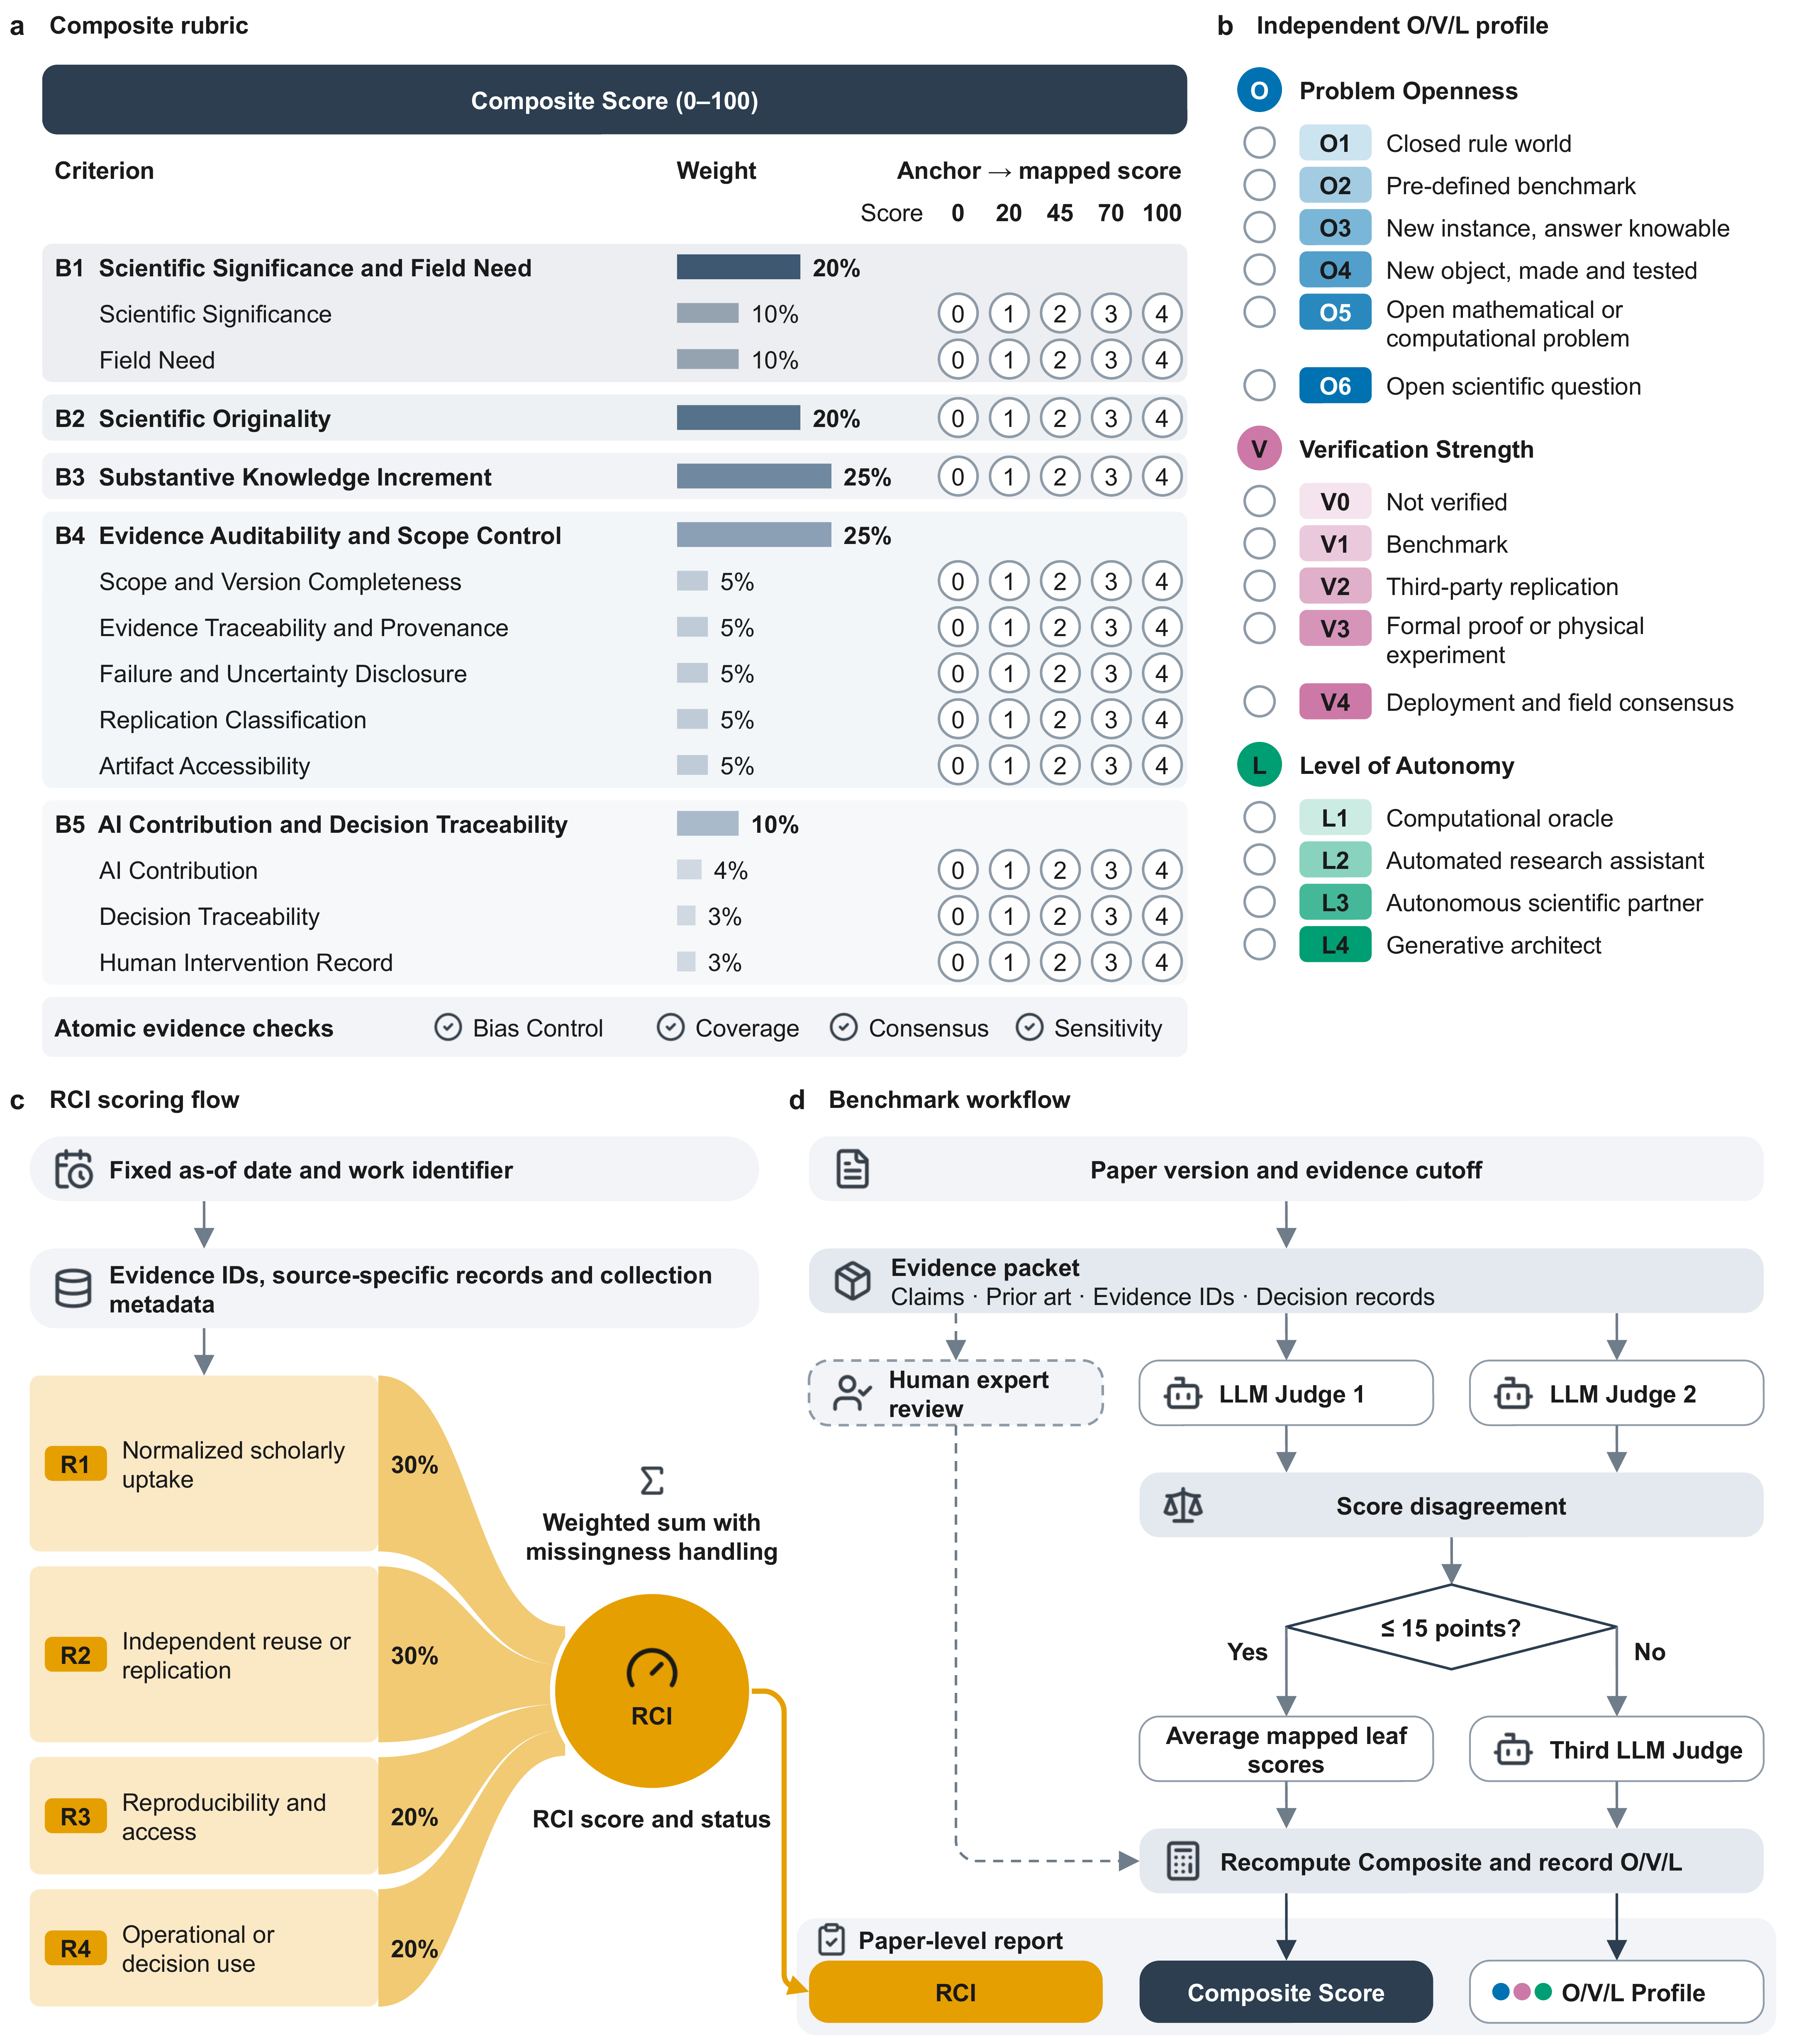 a Composite rubric
Composite Score (0–100)
Criterion Weight Anchor → mapped score
Score 0 20 45 70 100
B1 Scientific Significance and Field Need 20%
Scientific Significance 10% 0 1 2 3 4
Field Need 10% 0 1 2 3 4
B2 Scientific Originality 20% 0 1 2 3 4
B3 Substantive Knowledge Increment 25% 0 1 2 3 4
B4 Evidence Auditability and Scope Control 25%
Scope and Version Completeness 5% 0 1 2 3 4
Evidence Traceability and Provenance 5% 0 1 2 3 4
Failure and Uncertainty Disclosure 5% 0 1 2 3 4
Replication Classification 5% 0 1 2 3 4
Artifact Accessibility 5% 0 1 2 3 4
B5 AI Contribution and Decision Traceability 10%
AI Contribution 4% 0 1 2 3 4
Decision Traceability 3% 0 1 2 3 4
Human Intervention Record 3% 0 1 2 3 4
Atomic evidence checks Bias Control Coverage Consensus Sensitivity
b Independent O/V/L profile
O Problem Openness
O1 Closed rule world
O2 Pre-defined benchmark
O3 New instance, answer knowable
O4 New object, made and tested
O5 Open mathematical or
computational problem
O6 Open scientific question
V Verification Strength
V0 Not verified
V1 Benchmark
V2 Third-party replication
V3 Formal proof or physical
experiment
V4 Deployment and field consensus
L Level of Autonomy
L1 Computational oracle
L2 Automated research assistant
L3 Autonomous scientific partner
L4 Generative architect
c RCI scoring flow
Fixed as-of date and work identifier
Evidence IDs, source-specific records and collection
metadata
R1 Normalized scholarly
uptake
30%
R2 Independent reuse or
replication
30%
R3 Reproducibility and
access
20%
R4 Operational or
decision use
20%
Σ
Weighted sum with
missingness handling
RCI
RCI score and status
d Benchmark workflow
Paper version and evidence cutoff
Evidence packet
Claims · Prior art · Evidence IDs · Decision records
Human expert
review
LLM Judge 1
LLM Judge 2
Score disagreement
≤ 15 points?
Yes
No
Average mapped leaf
scores
Third LLM Judge
Recompute Composite and record O/V/L
Paper-level report
RCI
Composite Score
O/V/L Profile